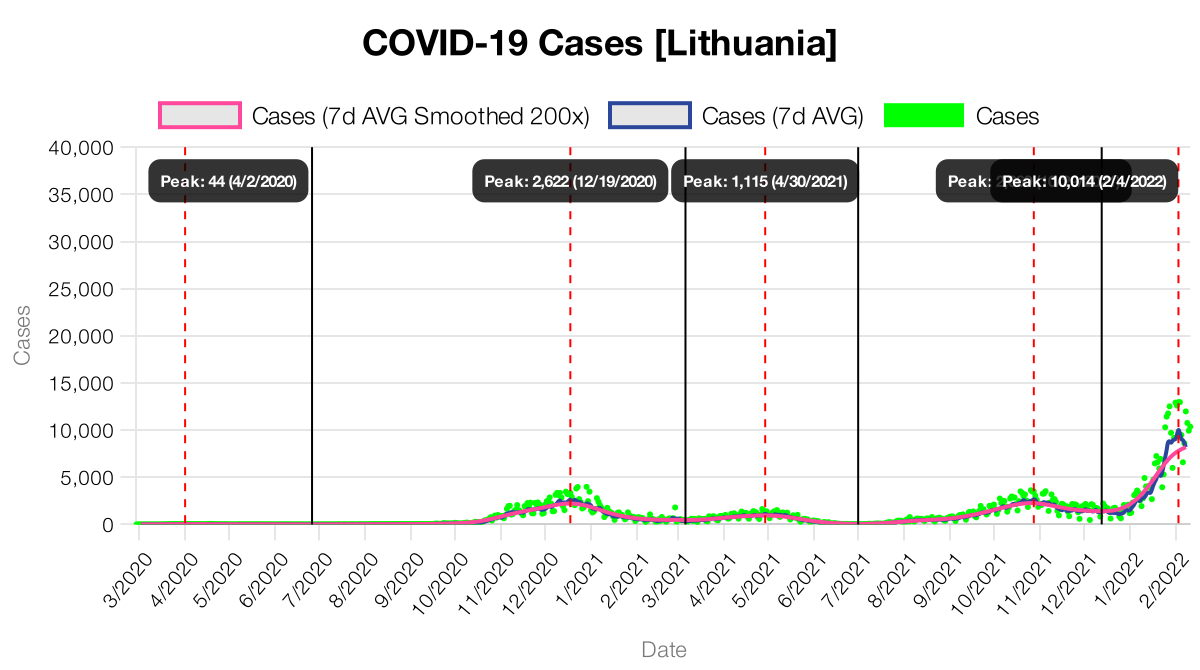 COVID-19 Cases [Lithuania]
Cases (7d AVG Smoothed 200x) Cases (7d AVG) Cases
40,000
35,000
30,000
25,000
20,000
15,000
10,000
5,000
0
Cases
Peak: 44 (4/2/2020) Peak: 2,622 (12/19/2020) Peak: 1,115 (4/30/2021) Peak: Peak: 10,014 (2/4/2022)
3/2020 4/2020 5/2020 6/2020 7/2020 8/2020 9/2020 10/2020 11/2020 12/2020 1/2021 2/2021 3/2021 4/2021 5/2021 6/2021 7/2021 8/2021 9/2021 10/2021 11/2021 12/2021 1/2022 2/2022
Date